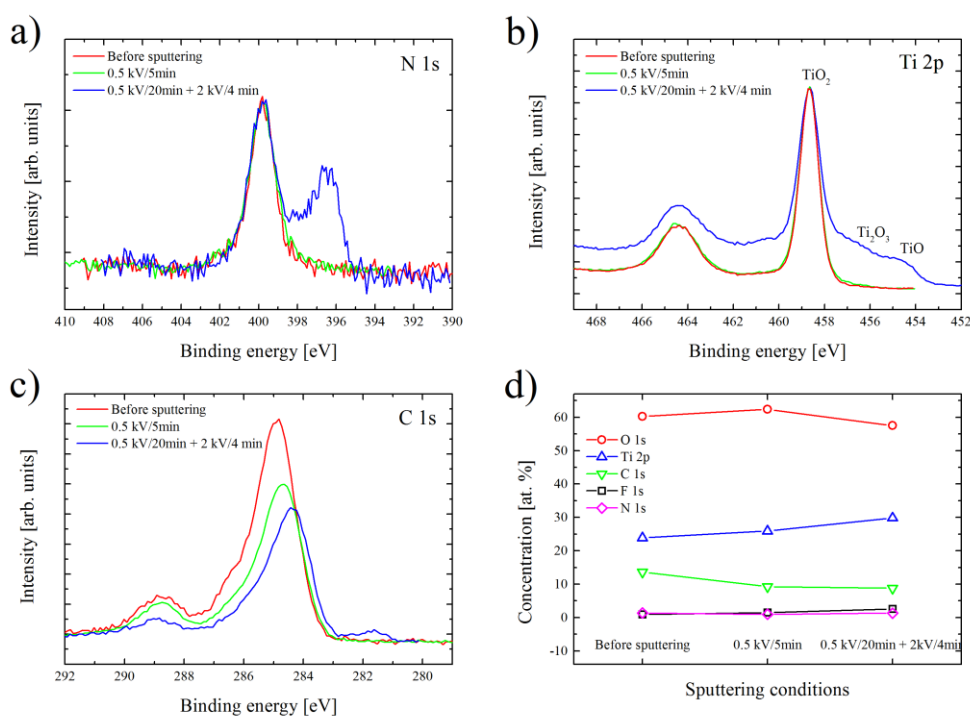 a)
N 1s
Before sputtering
0.5 kV/5min
0.5 kV/20min + 2 kV/4 min
Intensity [arb. units]
410 408 406 404 402 400 398 396 394 392 390
Binding energy [eV]
b)
Ti 2p
Before sputtering
0.5 kV/5min
0.5 kV/20min + 2 kV/4 min
TiO₂
Ti₂O₃
TiO
Intensity [arb. units]
468 466 464 462 460 458 456 454 452
Binding energy [eV]
c)
C 1s
Before sputtering
0.5 kV/5min
0.5 kV/20min + 2 kV/4 min
Intensity [arb. units]
292 290 288 286 284 282 280
Binding energy [eV]
d)
60
50
40
30
20
10
0
-10
O 1s
Ti 2p
C 1s
F 1s
N 1s
Concentration [at. %]
Before sputtering 0.5 kV/5min 0.5 kV/20min + 2kV/4min
Sputtering conditions